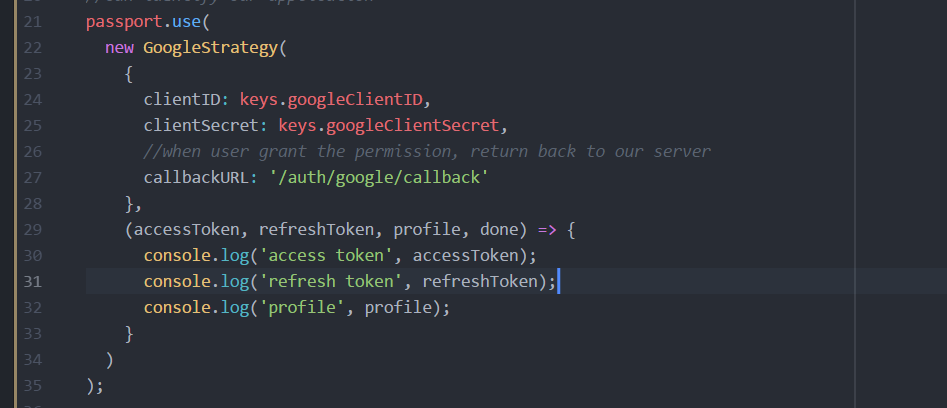 21 passport.use(
22 new GoogleStrategy(
23 {
24 clientID: keys.googleClientID,
25 clientSecret: keys.googleClientSecret,
26 //when user grant the permission, return back to our server
27 callbackURL: '/auth/google/callback'
28 },
29 (accessToken, refreshToken, profile, done) => {
30 console.log('access token', accessToken);
31 console.log('refresh token', refreshToken);
32 console.log('profile', profile);
33 }
34 )
35 );